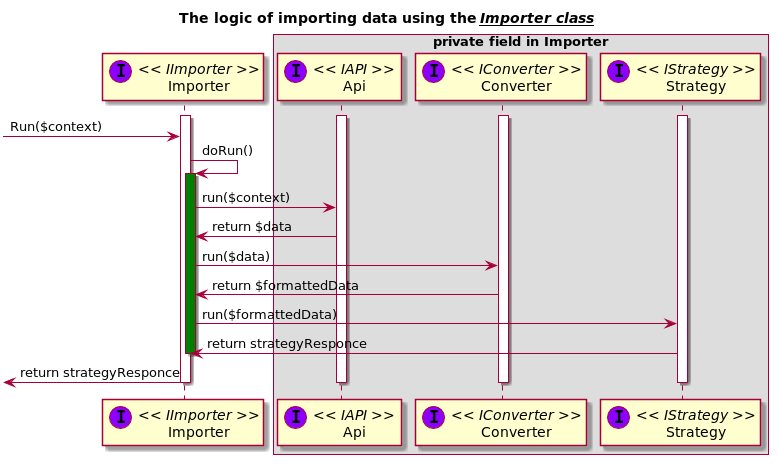 The logic of importing data using the Importer class
private field in Importer
I << IImporter >>
Importer
I << IAPI >>
Api
I << IConverter >>
Converter
I << IStrategy >>
Strategy
Run($context)
doRun()
run($context)
return $data
run($data)
return $formattedData
run($formattedData)
return strategyResponce
return strategyResponce
I << IImporter >>
Importer
I << IAPI >>
Api
I << IConverter >>
Converter
I << IStrategy >>
Strategy